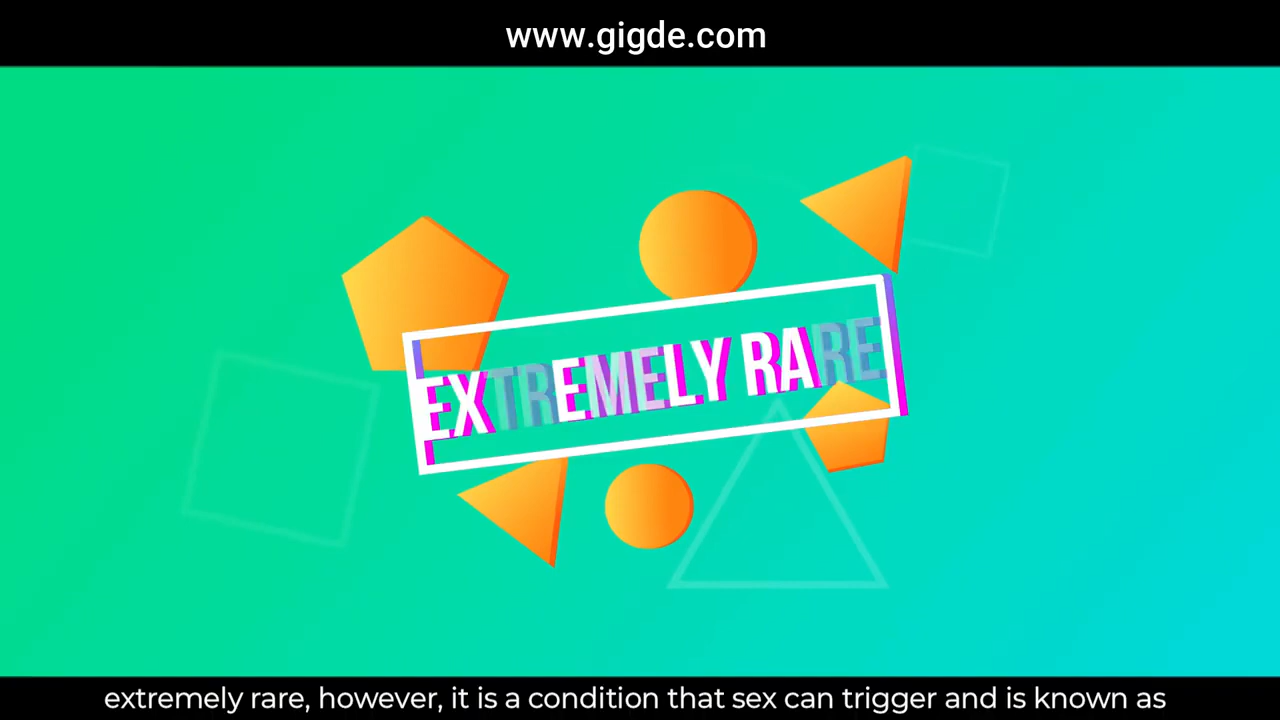 www.gigde.com
EXTREMELY RARE
extremely rare, however, it is a condition that sex can trigger and is known as